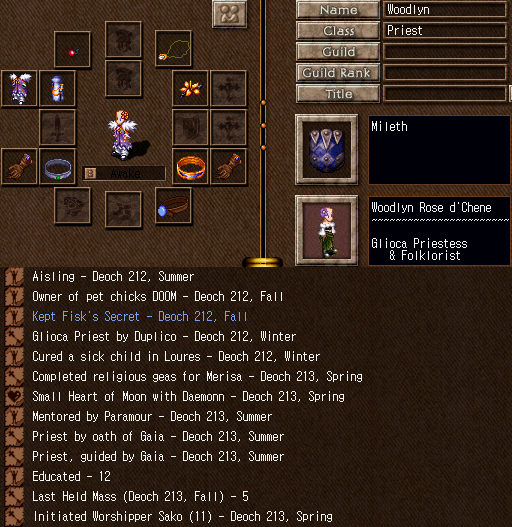 Name Woodlyn
Class Priest
Guild
Guild Rank
Title
Awake
Mileth
Woodlyn Rose d'Chene
~~~~~~~~~~~~~~~~~~~~
Glioca Priestess
& Folklorist
Aisling - Deoch 212, Summer
Owner of pet chicks DOOM - Deoch 212, Fall
Kept Fisk's Secret - Deoch 212, Fall
Glioca Priest by Duplico - Deoch 212, Winter
Cured a sick child in Loures - Deoch 212, Winter
Completed religious geas for Merisa - Deoch 213, Spring
Small Heart of Moon with Daemonn - Deoch 213, Spring
Mentored by Paramour - Deoch 213, Summer
Priest by oath of Gaia - Deoch 213, Summer
Priest, guided by Gaia - Deoch 213, Summer
Educated - 12
Last Held Mass (Deoch 213, Fall) - 5
Initiated Worshipper Sako (11) - Deoch 213, Spring